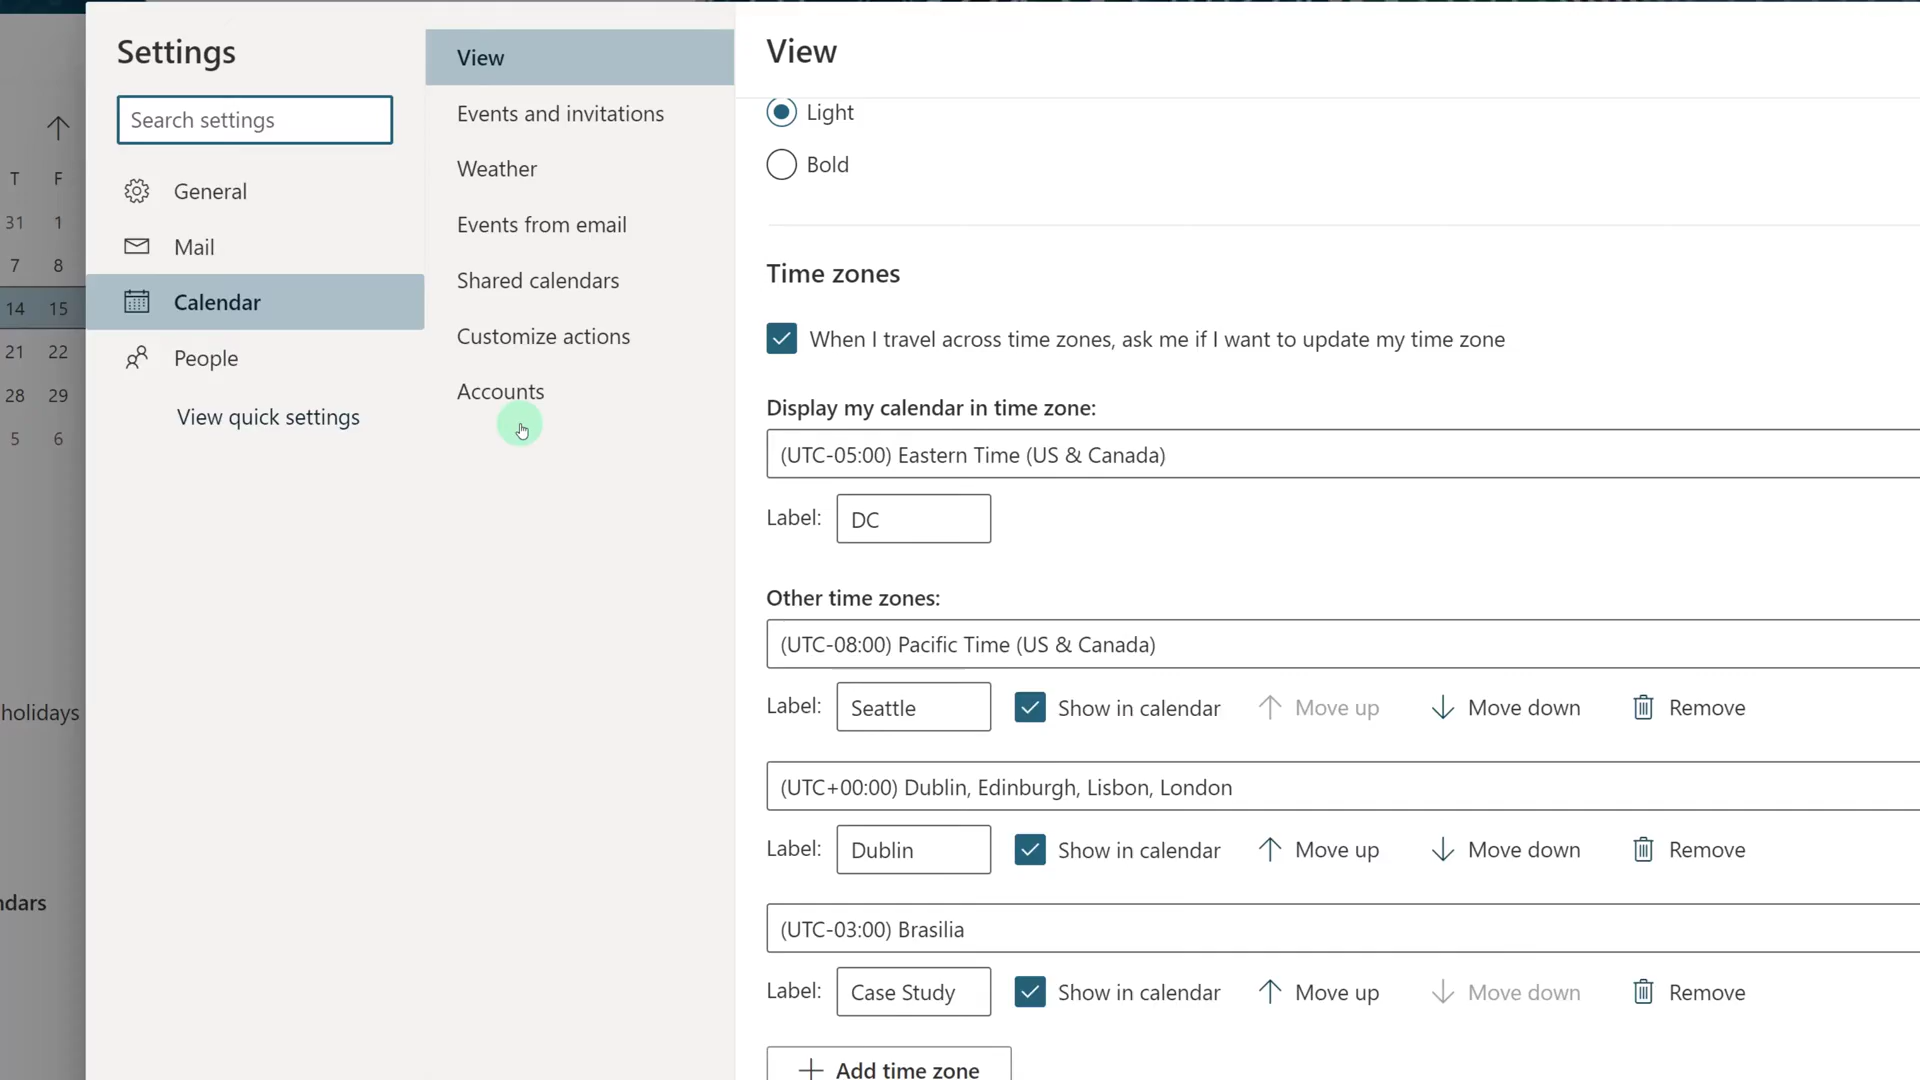 Settings
Search settings
General
Mail
Calendar
People
View quick settings
T F
31 1
7 8
14 15
21 22
28 29
5 6
holidays
ndars
View
Events and invitations
Weather
Events from email
Shared calendars
Customize actions
Accounts
View
Light
Bold
Time zones
When I travel across time zones, ask me if I want to update my time zone
Display my calendar in time zone:
(UTC-05:00) Eastern Time (US & Canada)
Label: DC
Other time zones:
(UTC-08:00) Pacific Time (US & Canada)
Label: Seattle Show in calendar Move up Move down Remove
(UTC+00:00) Dublin, Edinburgh, Lisbon, London
Label: Dublin Show in calendar Move up Move down Remove
(UTC-03:00) Brasilia
Label: Case Study Show in calendar Move up Move down Remove
Add time zone